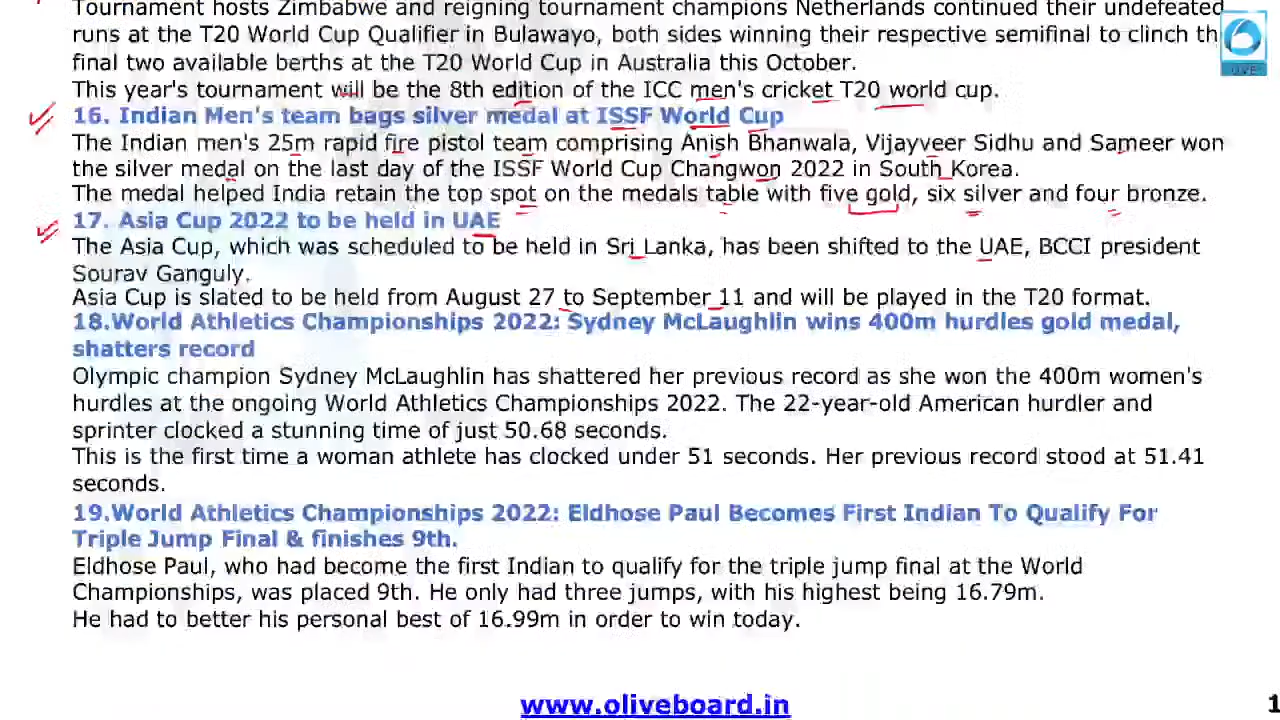 Tournament hosts Zimbabwe and reigning tournament champions Netherlands continued their undefeated
runs at the T20 World Cup Qualifier in Bulawayo, both sides winning their respective semifinal to clinch th
final two available berths at the T20 World Cup in Australia this October.
This year's tournament will be the 8th edition of the ICC men's cricket T20 world cup.
16. Indian Men's team bags silver medal at ISSF World Cup
The Indian men's 25m rapid fire pistol team comprising Anish Bhanwala, Vijayveer Sidhu and Sameer won
the silver medal on the last day of the ISSF World Cup Changwon 2022 in South Korea.
The medal helped India retain the top spot on the medals table with five gold, six silver and four bronze.
17. Asia Cup 2022 to be held in UAE
The Asia Cup, which was scheduled to be held in Sri Lanka, has been shifted to the UAE, BCCI president
Sourav Ganguly.
Asia Cup is slated to be held from August 27 to September 11 and will be played in the T20 format.
18.World Athletics Championships 2022: Sydney McLaughlin wins 400m hurdles gold medal,
shatters record
Olympic champion Sydney McLaughlin has shattered her previous record as she won the 400m women's
hurdles at the ongoing World Athletics Championships 2022. The 22-year-old American hurdler and
sprinter clocked a stunning time of just 50.68 seconds.
This is the first time a woman athlete has clocked under 51 seconds. Her previous record stood at 51.41
seconds.
19.World Athletics Championships 2022: Eldhose Paul Becomes First Indian To Qualify For
Triple Jump Final & finishes 9th.
Eldhose Paul, who had become the first Indian to qualify for the triple jump final at the World
Championships, was placed 9th. He only had three jumps, with his highest being 16.79m.
He had to better his personal best of 16.99m in order to win today.
www.oliveboard.in
1